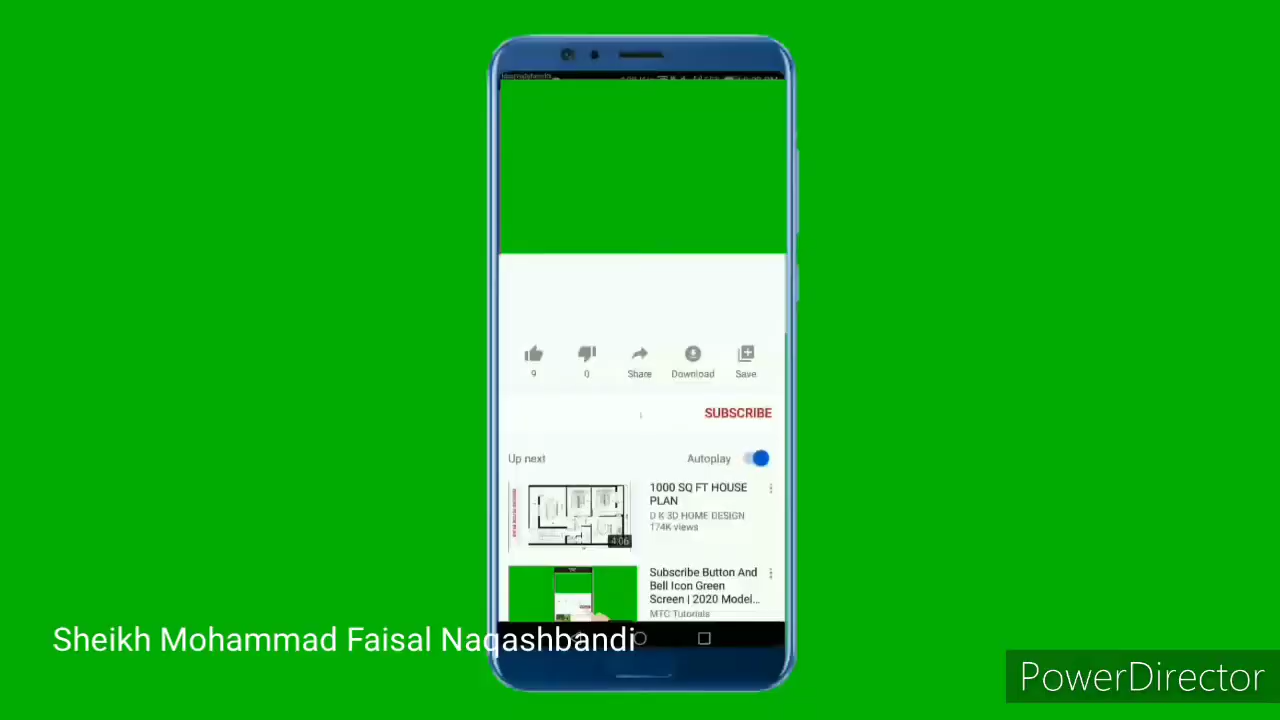 9
0
Share
Download
Save
SUBSCRIBE
Up next
Autoplay
1000 SQ FT HOUSE
PLAN
D K 3D HOME DESIGN
174K views
4:06
Subscribe Button And
Bell Icon Green
Screen | 2020 Model...
MTC Tutorials
Sheikh Mohammad Faisal Naqashbandi
PowerDirector